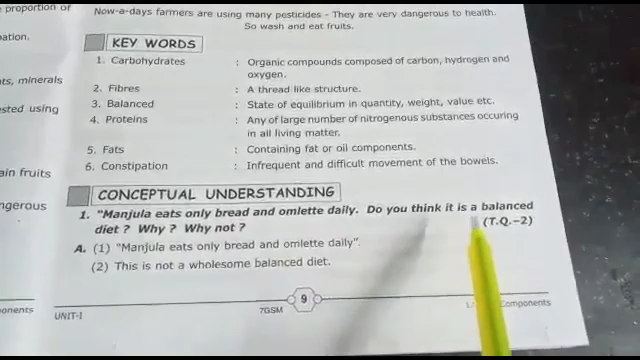 e proportion of
ation.
ts, minerals
sted using
ain fruits
ngerous
onents
Now-a-days farmers are using many pesticides - They are very dangerous to health.
So wash and eat fruits.
KEY WORDS
1. Carbohydrates : Organic compounds composed of carbon, hydrogen and
oxygen.
2. Fibres : A thread like structure.
3. Balanced : State of equilibrium in quantity, weight, value etc.
4. Proteins : Any of large number of nitrogenous substances occuring
in all living matter.
5. Fats : Containing fat or oil components.
6. Constipation : Infrequent and difficult movement of the bowels.
CONCEPTUAL UNDERSTANDING
1. "Manjula eats only bread and omlette daily. Do you think it is a balanced
diet ? Why ? Why not ? (T.Q.-2)
A. (1) "Manjula eats only bread and omlette daily".
(2) This is not a wholesome balanced diet.
UNIT-I 7GSM 9 Components